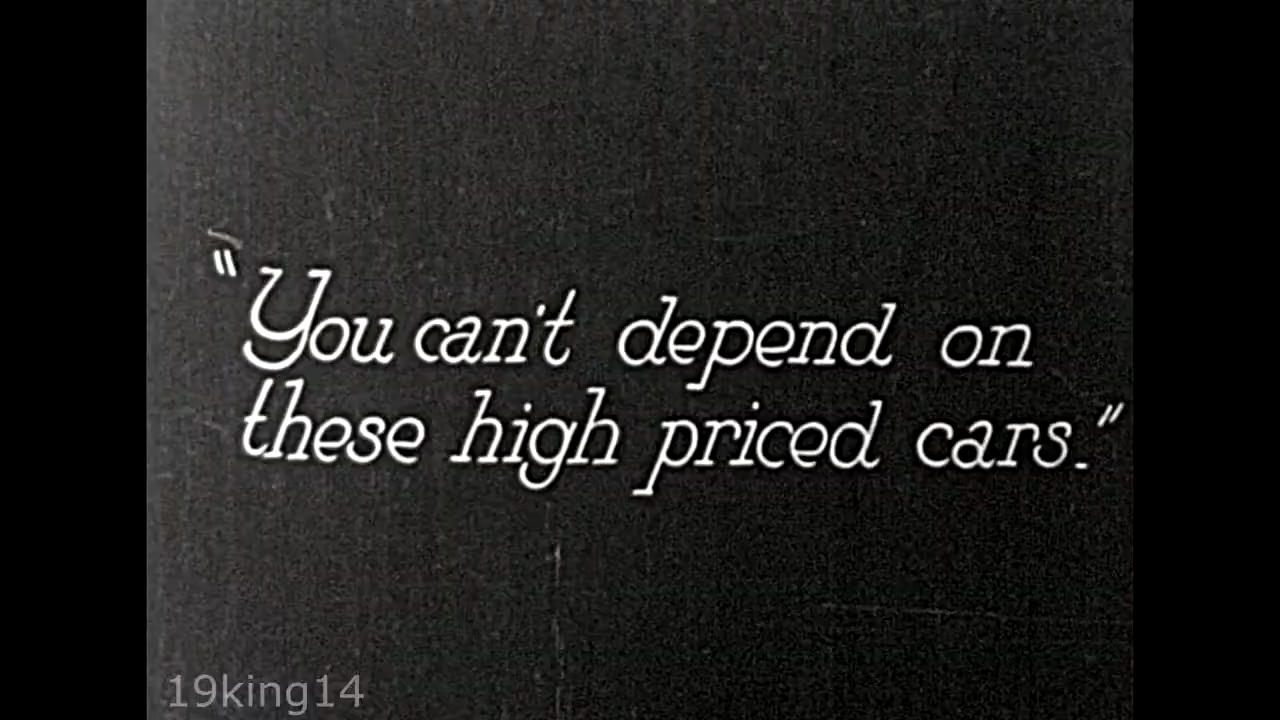 “You can't depend on
these high priced cars.”
19king14